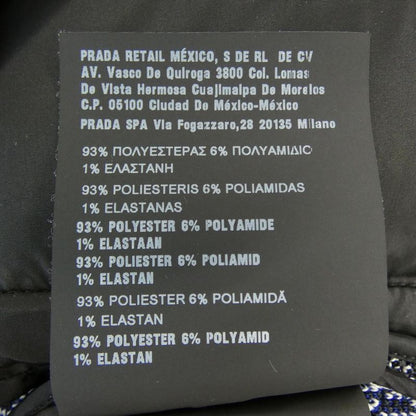 PRADA RETAIL MÉXICO, S DE RL DE CV
AV. Vasco De Quiroga 3800 Col. Lomas
De Vista Hermosa Cuajimalpa De Morelos
C.P. 05100 Ciudad De México-México
PRADA SPA Via Fogazzaro,28 20135 Milano
93% ΠΟΛΥΕΣΤΕΡΑΣ 6% ΠΟΛΥΑΜΙΔΙΟ
1% ΕΛΑΣΤΑΝΗ
93% POLIESTERIS 6% POLIAMIDAS
1% ELASTANAS
93% POLYESTER 6% POLYAMIDE
1% ELASTAAN
93% POLIESTER 6% POLIAMID
1% ELASTAN
93% POLIESTER 6% POLIAMIDĂ
1% ELASTAN
93% POLYESTER 6% POLYAMID
1% ELASTAN